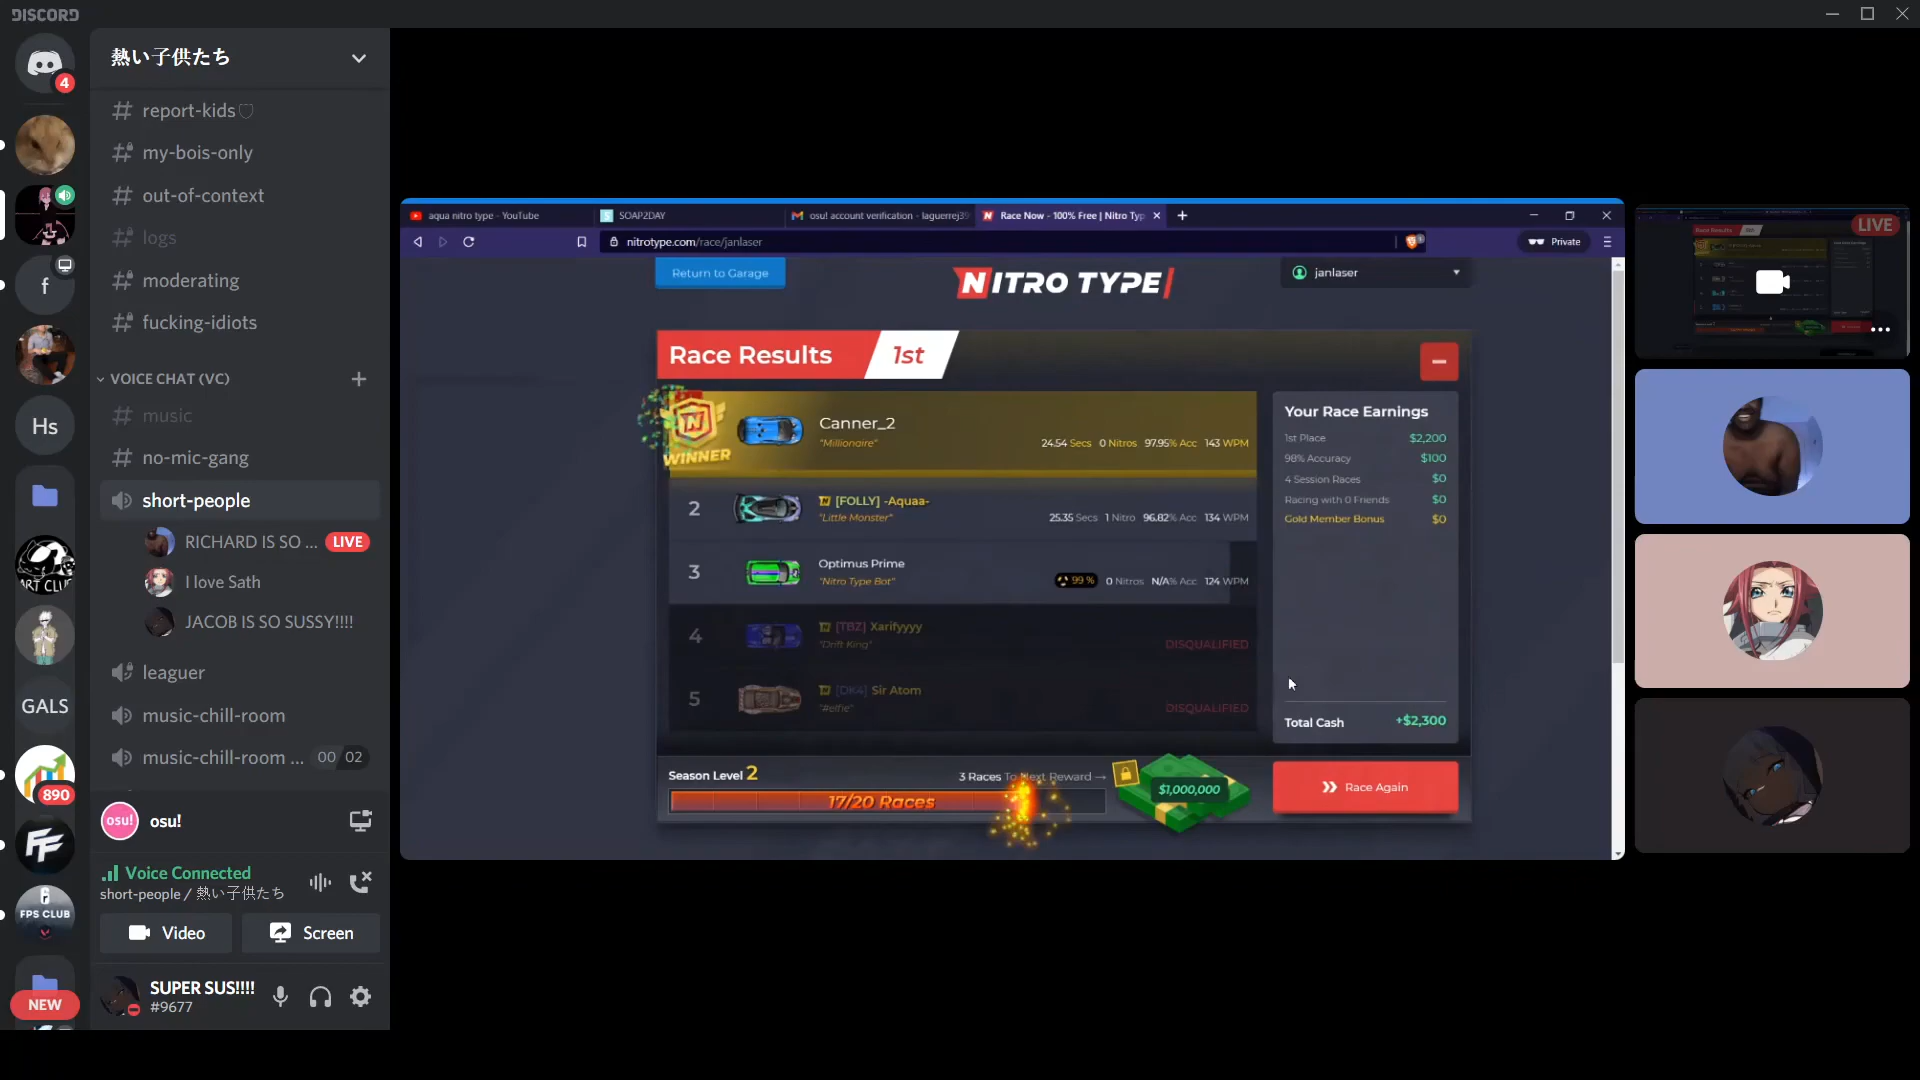 DISCORD
4
熱い子供たち
report-kids♡
my-bois-only
out-of-context
logs
moderating
fucking-idiots
VOICE CHAT (VC)
music
no-mic-gang
short-people
RICHARD IS SO ... LIVE
I love Sath
JACOB IS SO SUSSY!!!!
leaguer
music-chill-room
music-chill-room ... 00 02
osu! osu!
Voice Connected
short-people / 熱い子供たち
Video Screen
SUPER SUS!!!!
#9677
f
Hs
ART CLUB
GALS
890
FF
FPS CLUB
NEW
aqua nitro type - YouTube
SOAP2DAY
osu! account verification - laguerrej39
Race Now - 100% Free | Nitro Typ
nitrotype.com/race/janlaser
Private
Return to Garage
NITRO TYPE
janlaser
Race Results 1st
WINNER
Canner_2
"Millionaire"
24.54 Secs 0 Nitros 97.95% Acc 143 WPM
2
[FOLLY] -Aquaa-
"Little Monster"
25.35 Secs 1 Nitro 96.82% Acc 134 WPM
3
Optimus Prime
"Nitro Type Bot"
99 % 0 Nitros N/A% Acc 124 WPM
4
[TBZ] Xarifyyyy
"Drift King"
DISQUALIFIED
5
[DK4] Sir Atom
"#elfie"
DISQUALIFIED
Your Race Earnings
1st Place $2,200
98% Accuracy $100
4 Session Races $0
Racing with 0 Friends $0
Gold Member Bonus $0
Total Cash +$2,300
Season Level 2
3 Races To Next Reward →
17/20 Races
$1,000,000
Race Again
LIVE